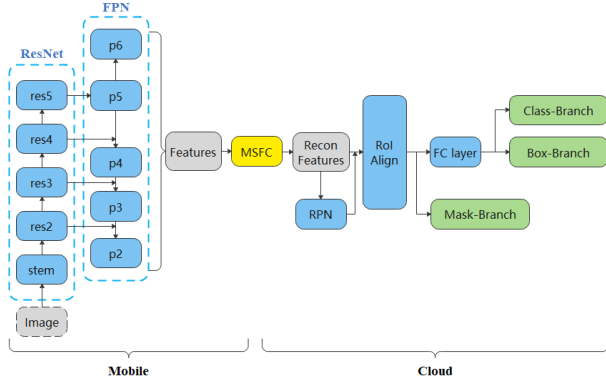 FPN
ResNet
p6
res5
p5
res4
p4
res3
p3
res2
p2
stem
Image
Features
MSFC
Recon
Features
RPN
RoI
Align
FC layer
Class-Branch
Box-Branch
Mask-Branch
Mobile
Cloud